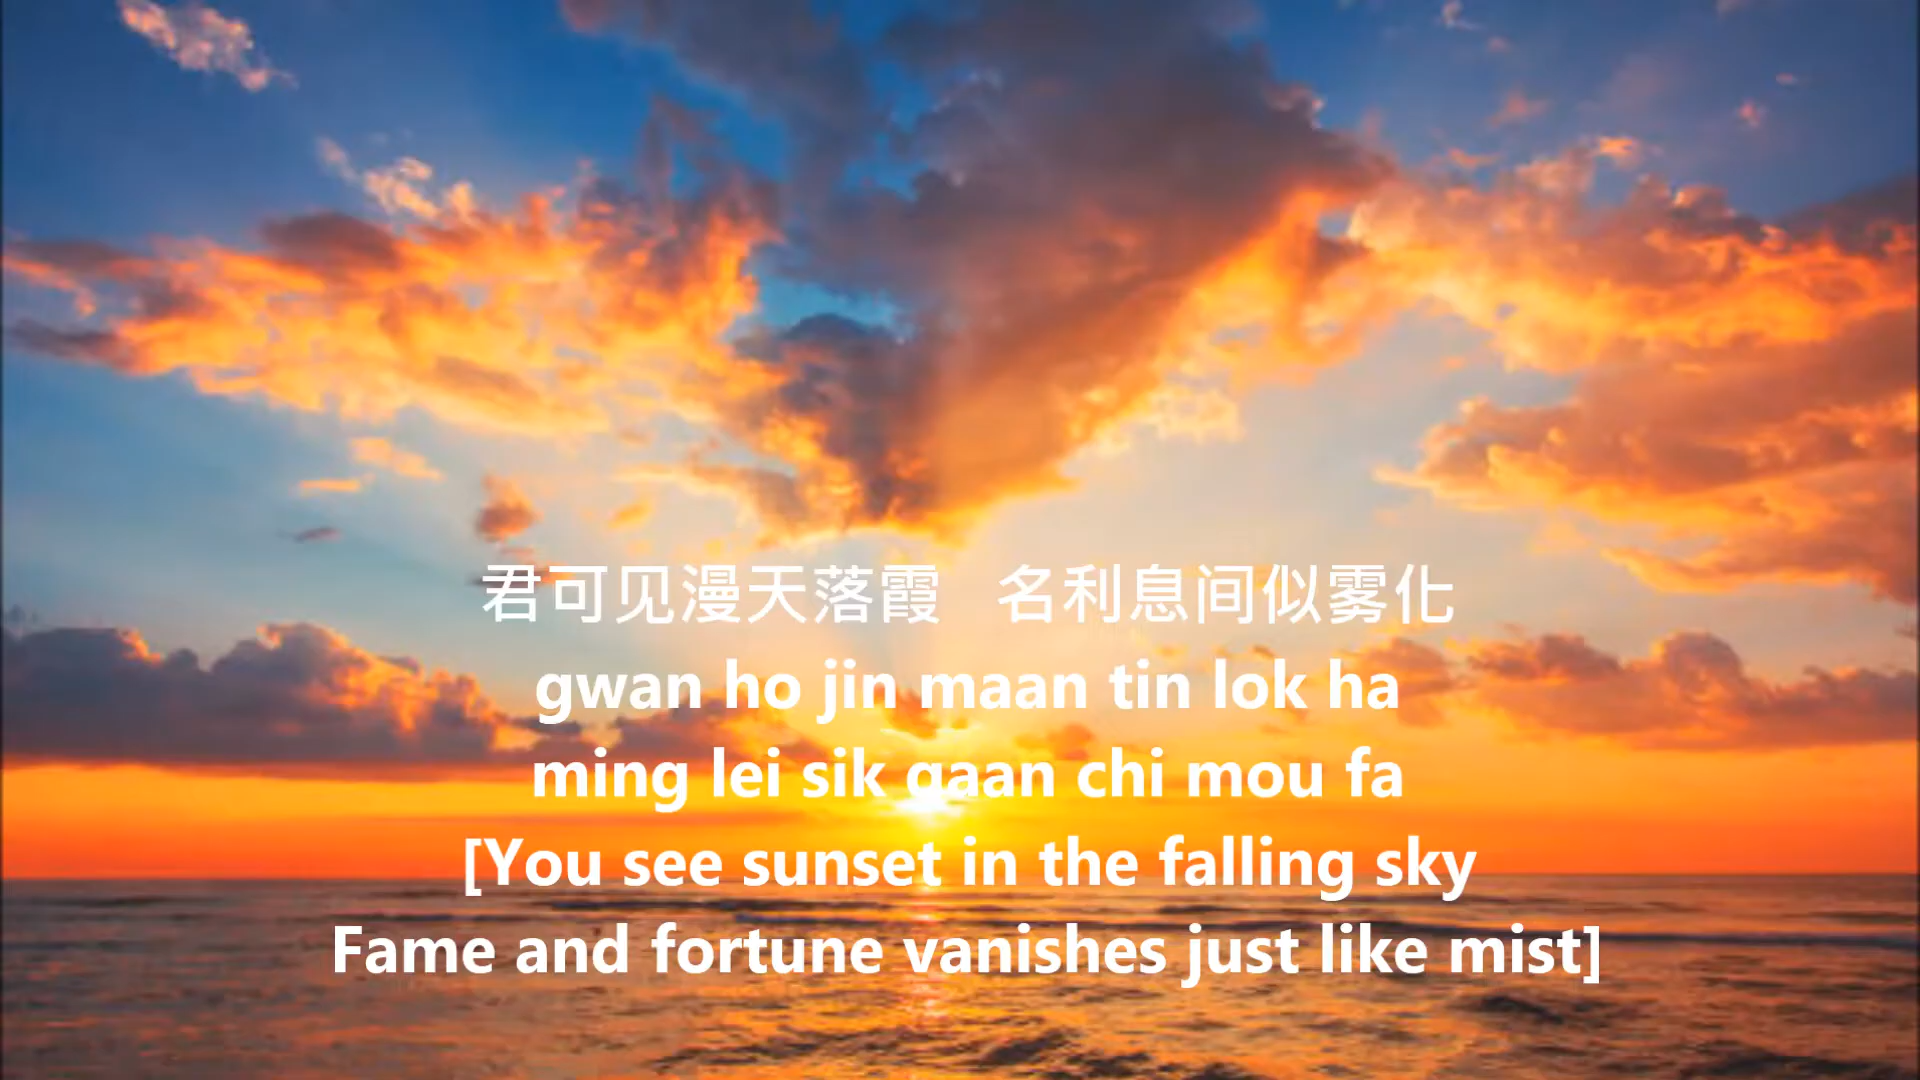 君可见漫天落霞 名利息间似雾化
gwan ho jin maan tin lok ha
ming lei sik gaan chi mou fa
[You see sunset in the falling sky
Fame and fortune vanishes just like mist]